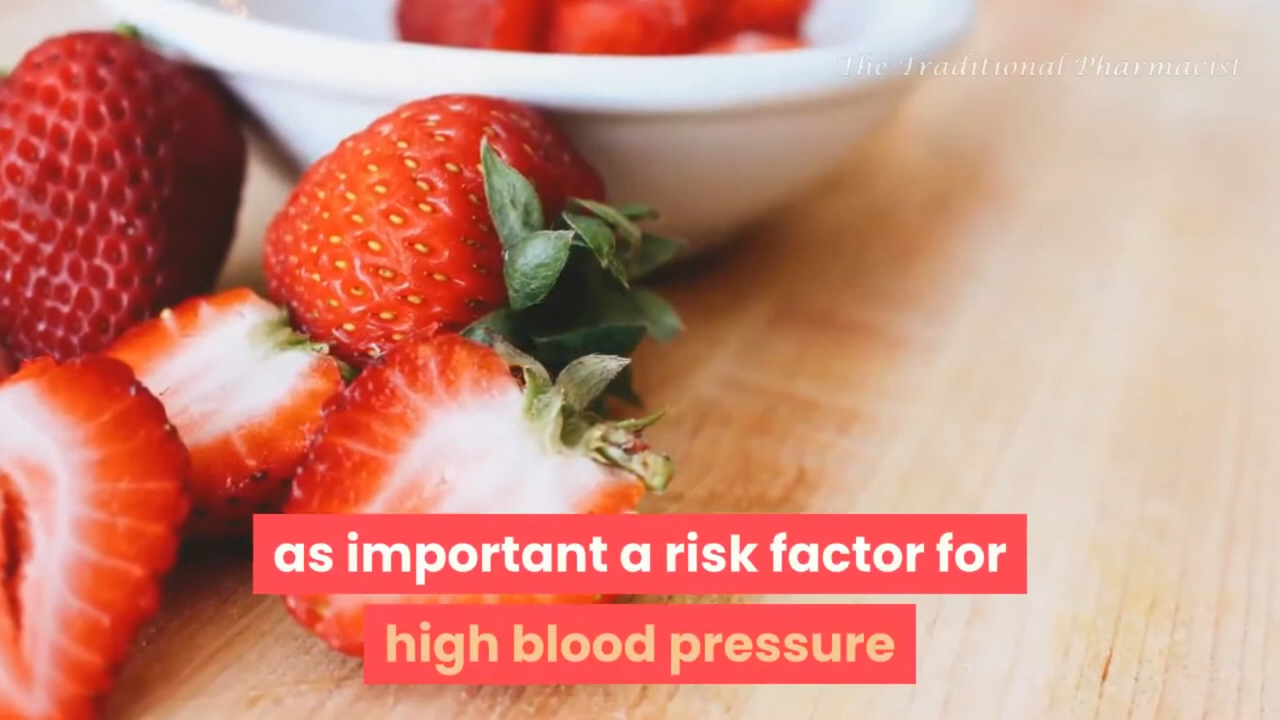 The Traditional Pharmacist
as important a risk factor for
high blood pressure